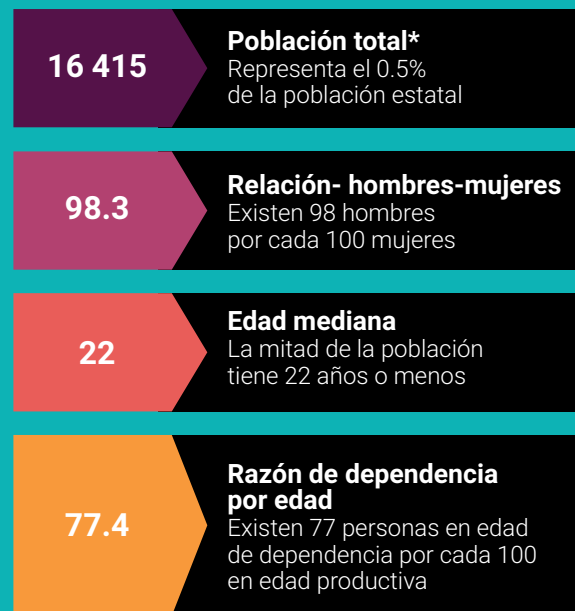 16 415
Población total*
Representa el 0.5%
de la población estatal
98.3
Relación- hombres-mujeres
Existen 98 hombres
por cada 100 mujeres
22
Edad mediana
La mitad de la población
tiene 22 años o menos
77.4
Razón de dependencia
por edad
Existen 77 personas en edad
de dependencia por cada 100
en edad productiva